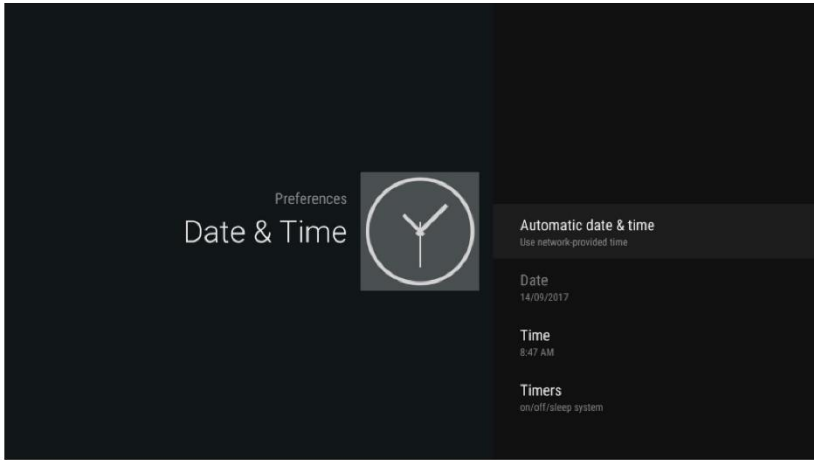 Preferences
Date & Time
Automatic date & time
Use network-provided time
Date
14/09/2017
Time
8:47 AM
Timers
on/off/sleep system